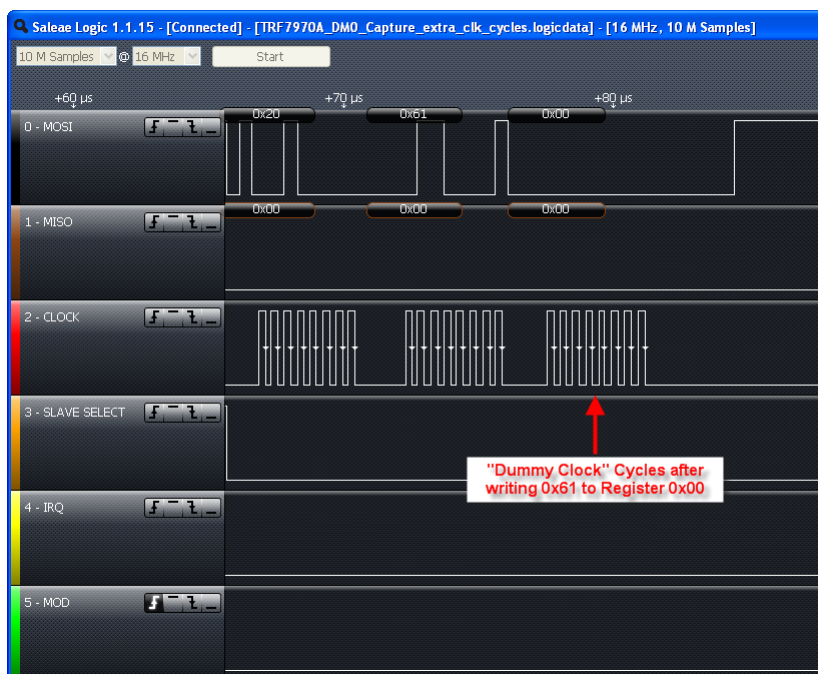 Saleae Logic 1.1.15 - [Connected] - [TRF7970A_DM0_Capture_extra_clk_cycles.logicdata] - [16 MHz, 10 M Samples]
10 M Samples @ 16 MHz Start
+60 µs +70 µs +80 µs
0 - MOSI 0x20 0x61 0x00
1 - MISO 0x00 0x00 0x00
2 - CLOCK
3 - SLAVE SELECT
"Dummy Clock" Cycles after
writing 0x61 to Register 0x00
4 - IRQ
5 - MOD